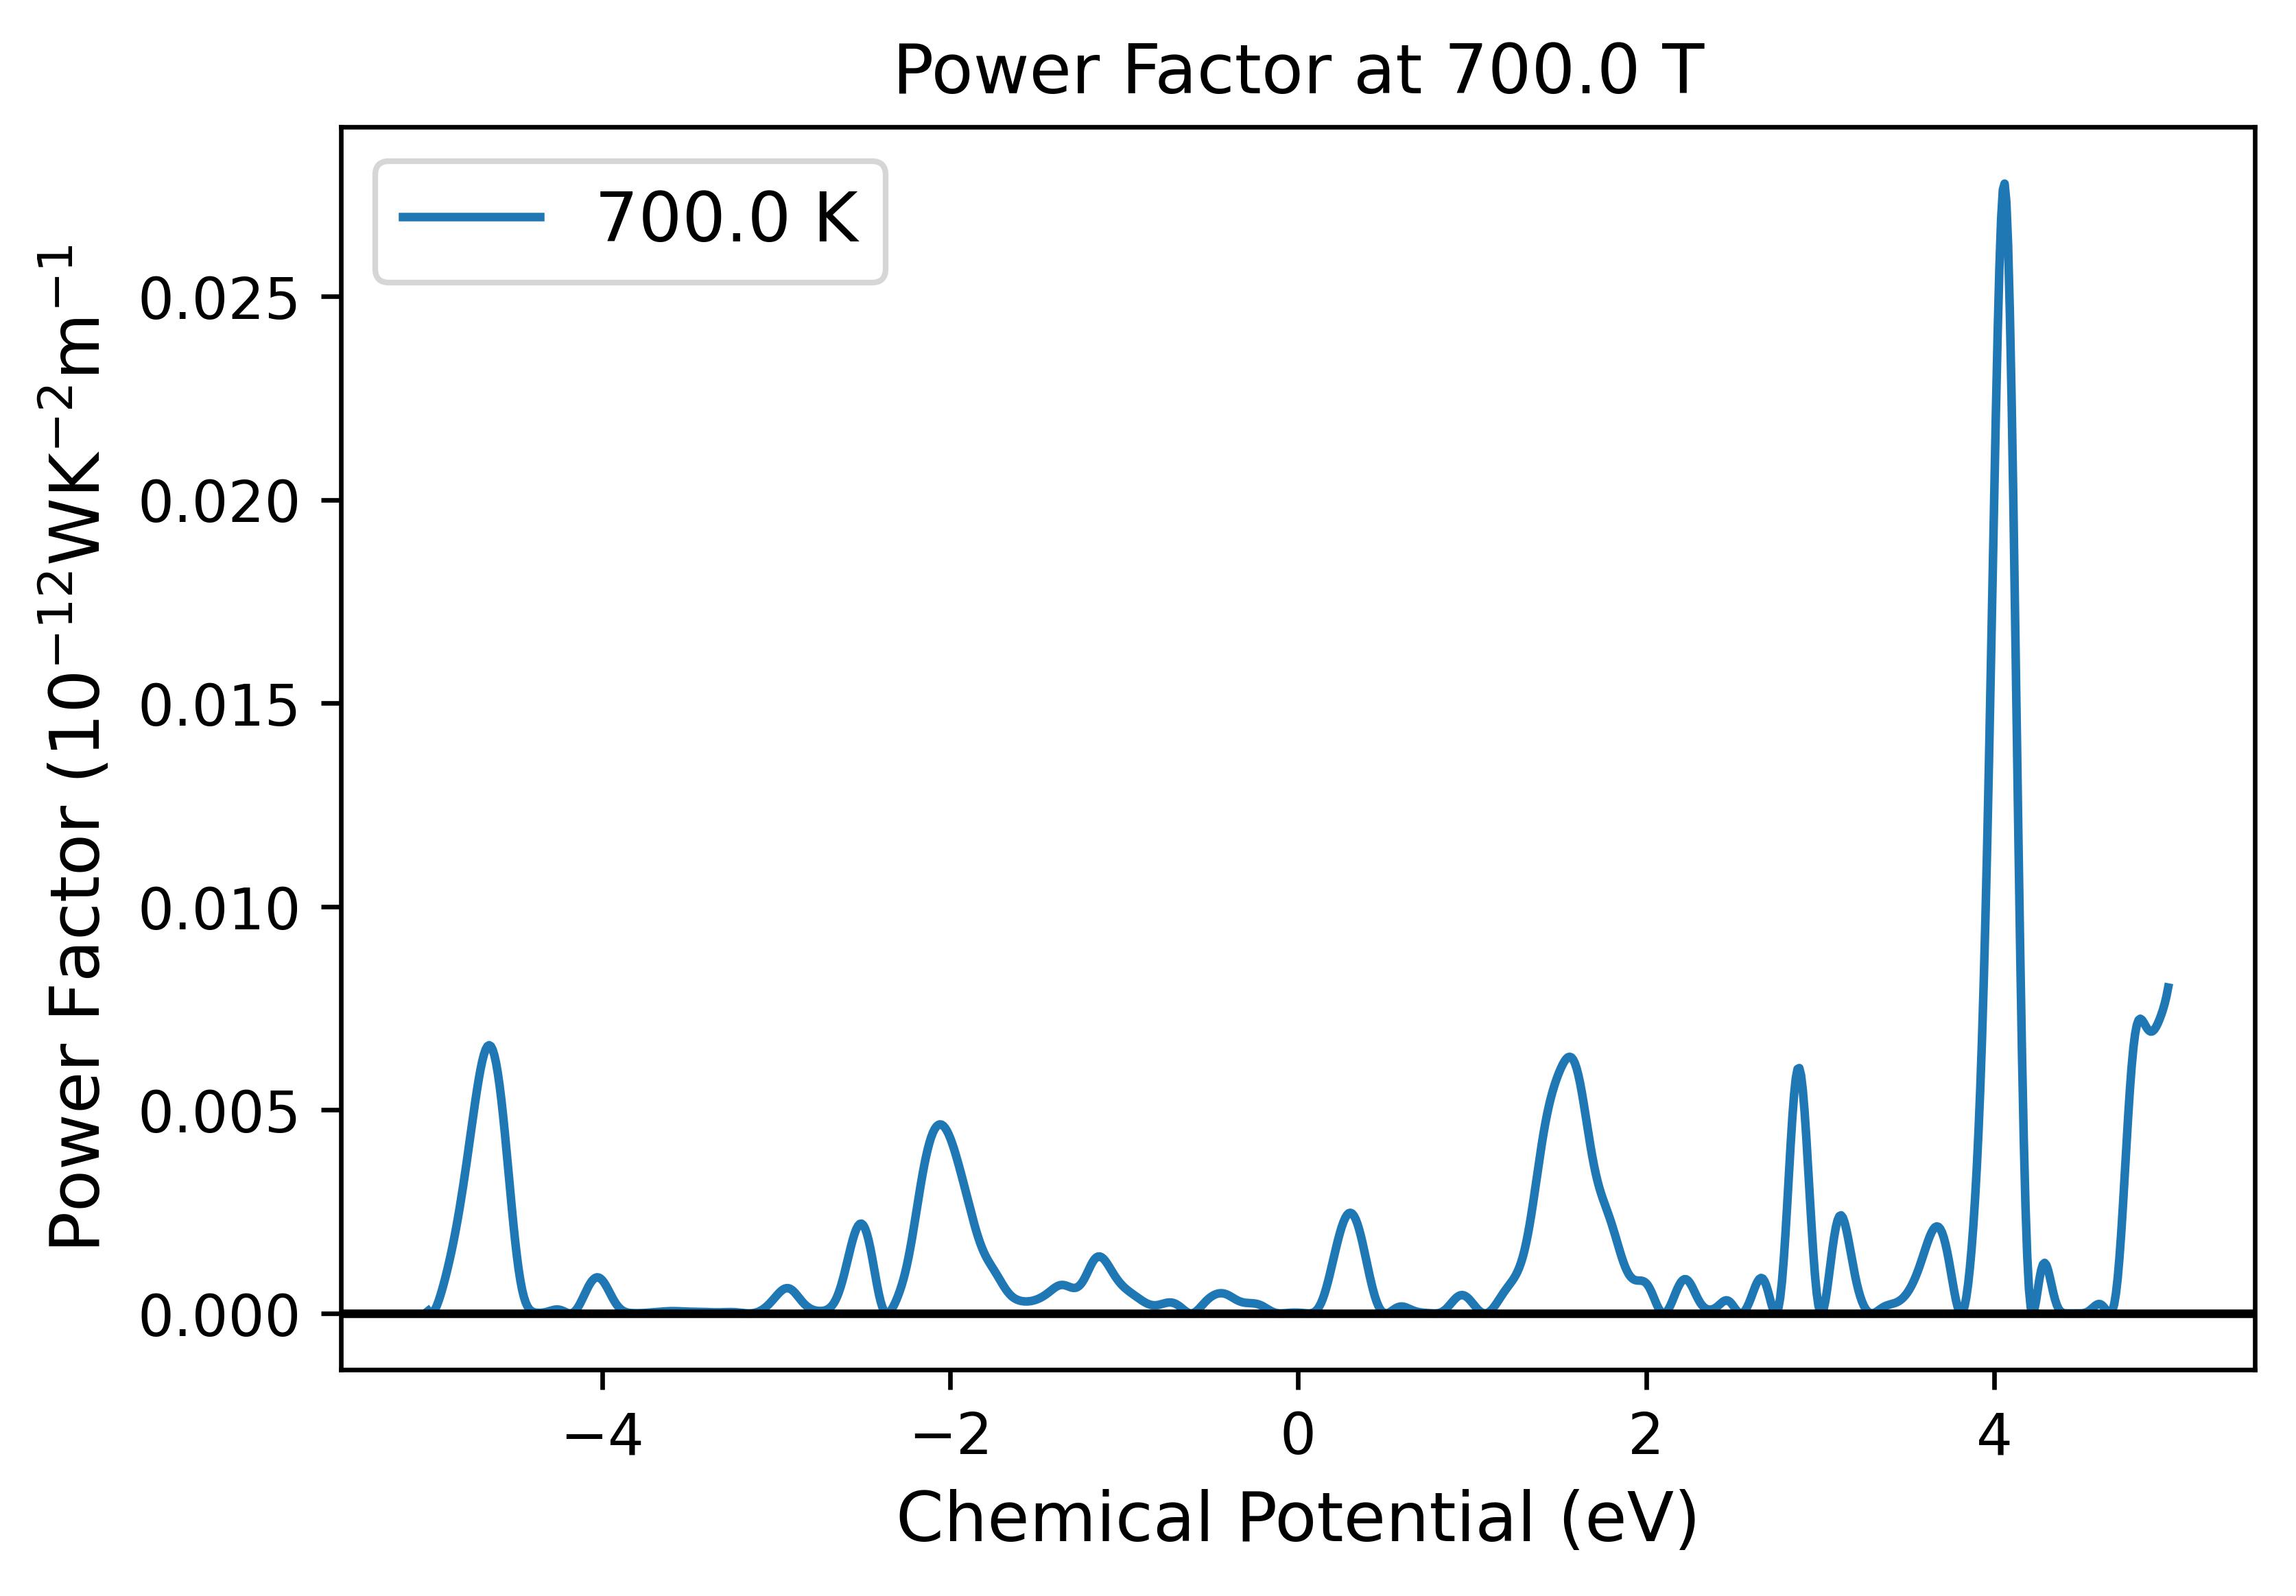 Power Factor at 700.0 T
700.0 K
Power Factor (10⁻¹²WK⁻²m⁻¹
0.025
0.020
0.015
0.010
0.005
0.000
−4 −2 0 2 4
Chemical Potential (eV)